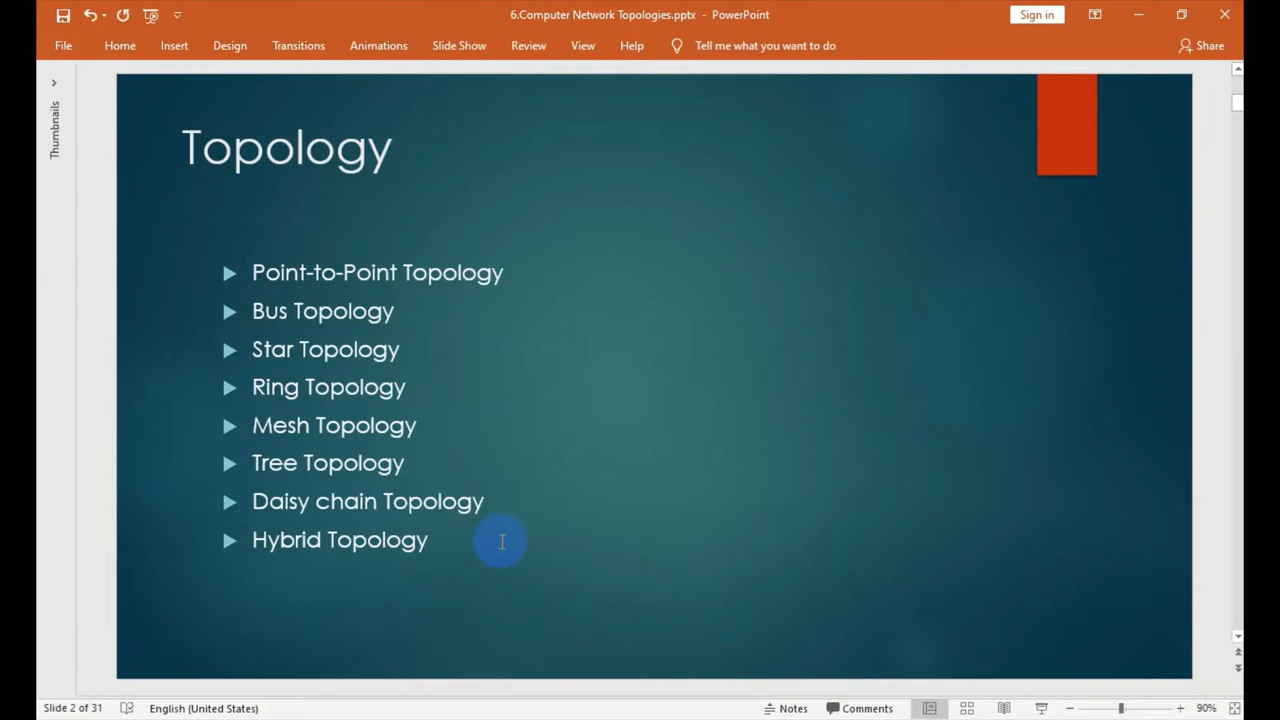 6.Computer Network Topologies.pptx - PowerPoint
Sign in
File Home Insert Design Transitions Animations Slide Show Review View Help Tell me what you want to do Share
Thumbnails
Topology
Point-to-Point Topology
Bus Topology
Star Topology
Ring Topology
Mesh Topology
Tree Topology
Daisy chain Topology
Hybrid Topology
Slide 2 of 31 English (United States) Notes Comments 90%